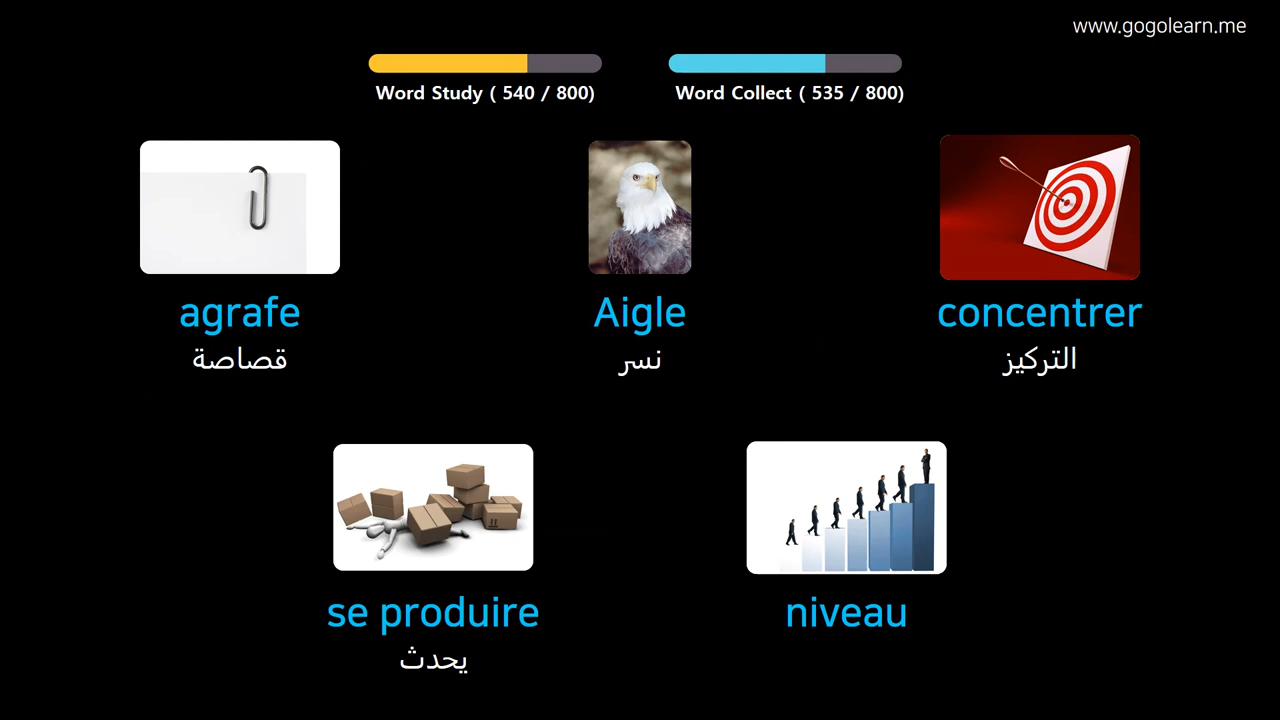 www.gogolearn.me
Word Study ( 540 / 800)
Word Collect ( 535 / 800)
agrafe
قصاصة
Aigle
نسر
concentrer
التركيز
se produire
يحدث
niveau